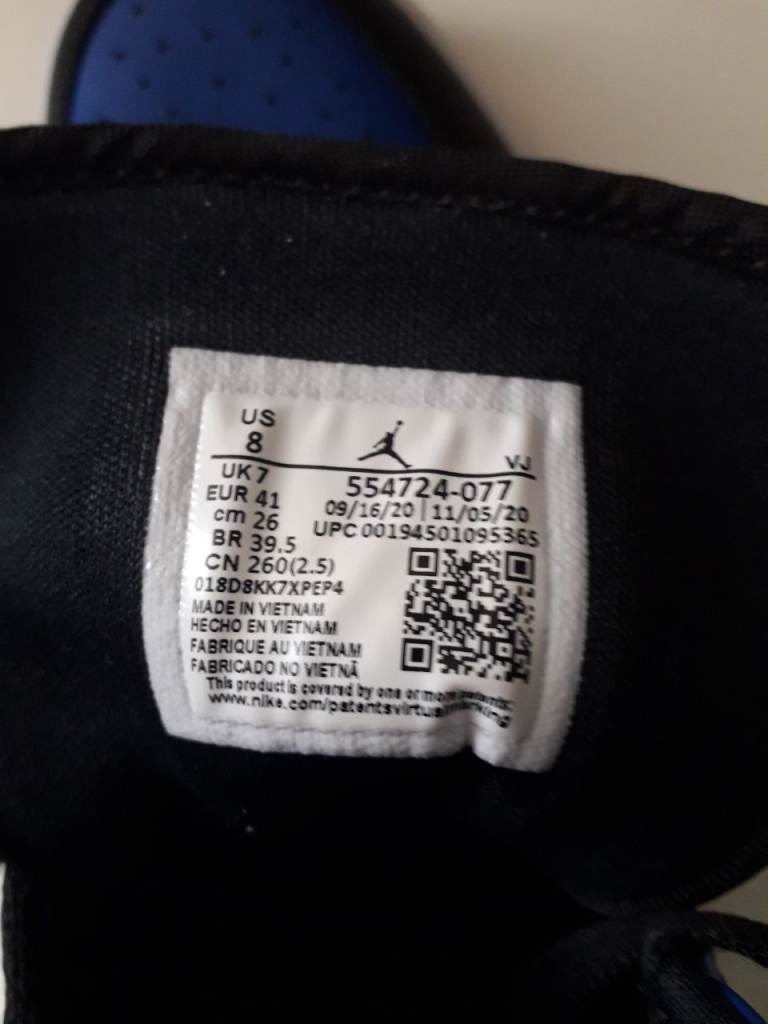 US
8
VJ
UK 7
554724-077
EUR 41
09/16/20 | 11/05/20
cm 26
UPC 00194501095365
BR 39.5
CN 260(2.5)
018D8KK7XPEP4
MADE IN VIETNAM
HECHO EN VIETNAM
FABRIQUE AU VIETNAM
FABRICADO NO VIETNÃ
This product is covered by one or more patents:
www.nike.com/patentsvirtualmarking